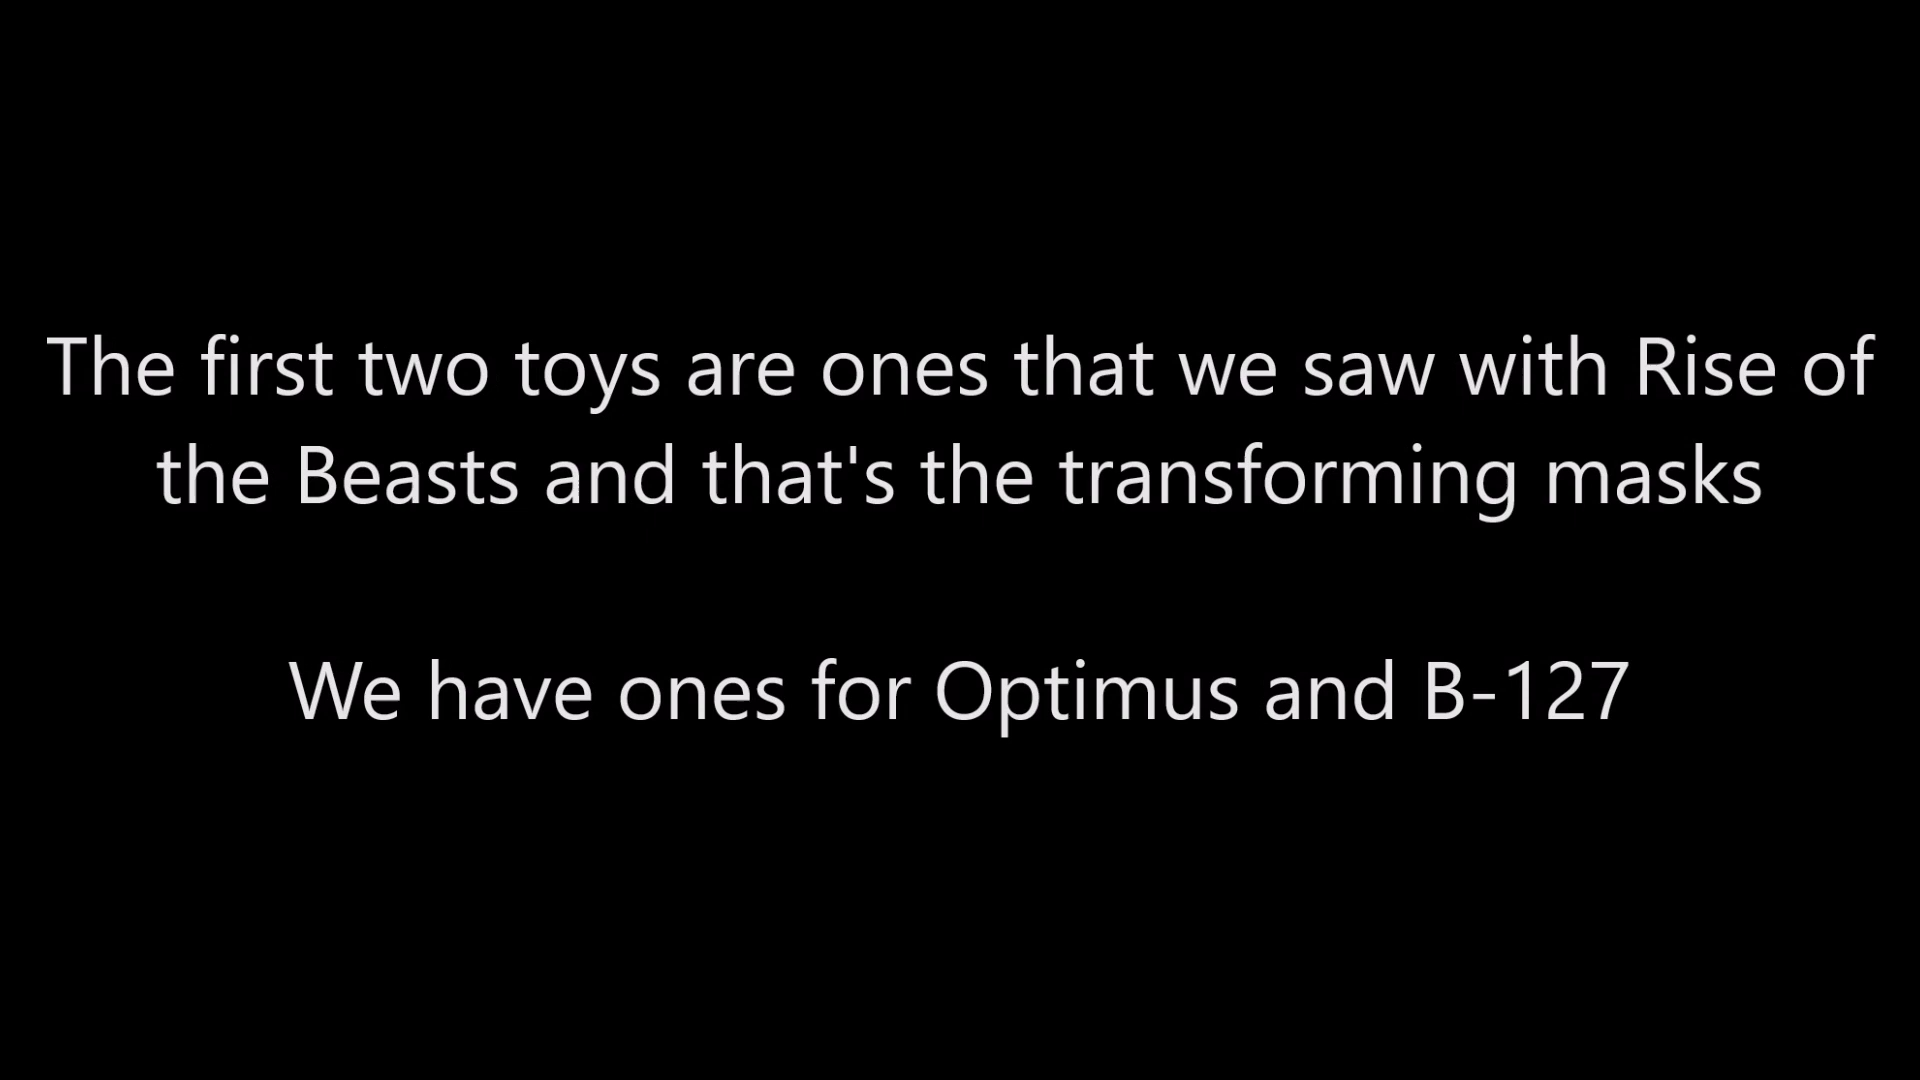 The first two toys are ones that we saw with Rise of
the Beasts and that's the transforming masks
We have ones for Optimus and B-127